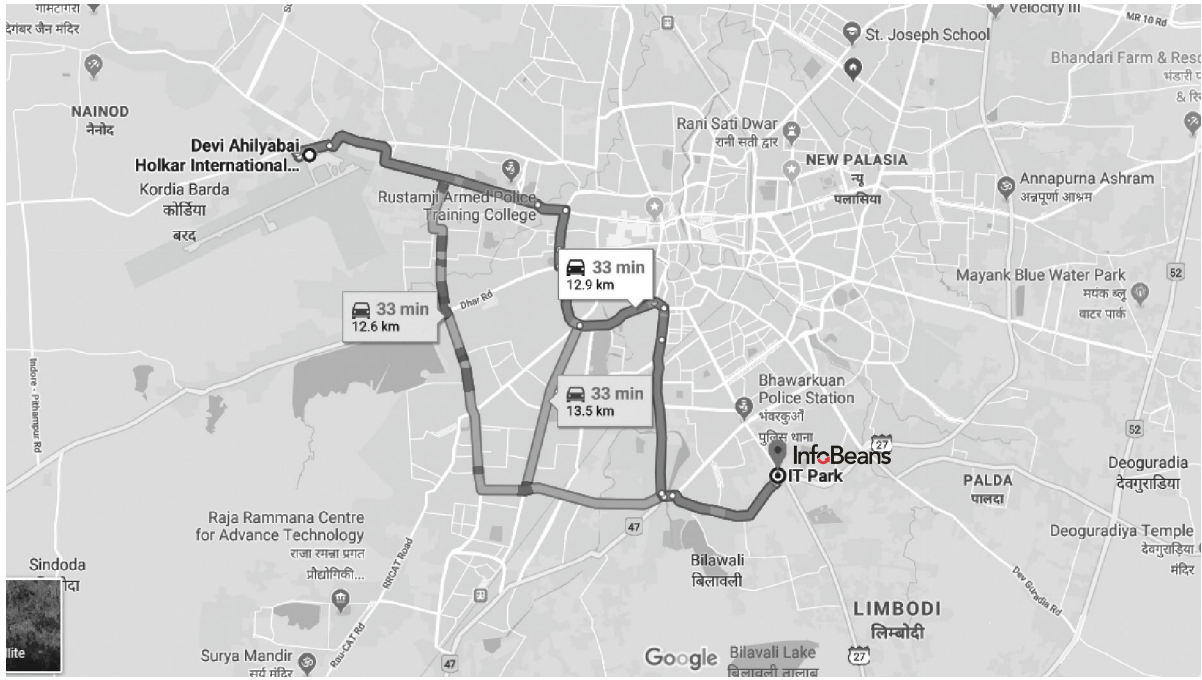 गोमटगिरी
दिगंबर जैन मंदिर
Velocity III
MR 10 Rd
St. Joseph School
Bhandari Farm & Reso
भंडारी फ
& रि
NAINOD
नैनोद
Devi Ahilyabai
Holkar International...
Kordia Barda
कोर्डिया
बरद
Rani Sati Dwar
रानी सती द्वार
NEW PALASIA
न्यू
पलासिया
Rustamji Armed Police
Training College
Annapurna Ashram
अन्नपूर्णा आश्रम
33 min
12.9 km
Mayank Blue Water Park
मयंक ब्लू
वाटर पार्क
52
Dhar Rd
33 min
12.6 km
33 min
13.5 km
Indore - Pithampur Rd
Bhawarkuan
Police Station
भंवरकुआँ
पुलिस थाना
27
52
InfoBeans
IT Park
Deoguradia
देवगुराडिया
PALDA
पालदा
Raja Rammana Centre
for Advance Technology
राजा रमन्ना प्रगत
प्रौद्योगिकी...
47
RRCAT Road
Bilawali
बिलावली
Deoguradiya Temple
देवगुराड़िया
मंदिर
Sindoda
Dev Guradia Rd
LIMBODI
लिम्बोदी
llite
Rau-CAT Rd
47
Surya Mandir
सूर्य मंदिर
Google
Bilavali Lake
बिलावली तालाब
27